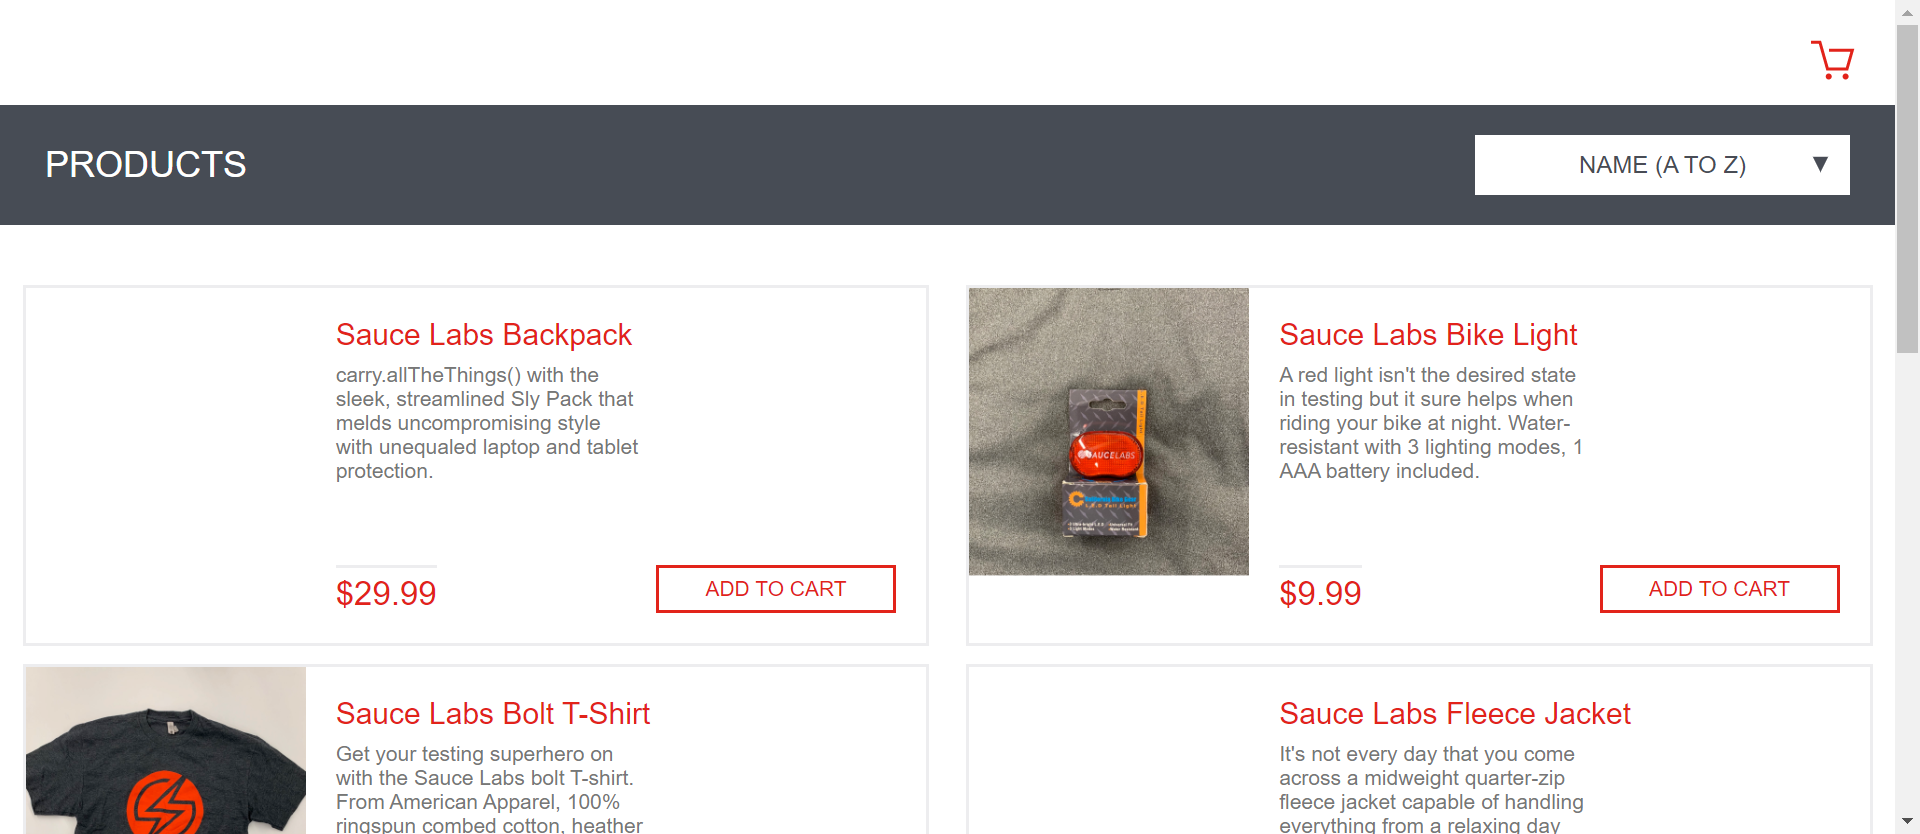 PRODUCTS
NAME (A TO Z)
Sauce Labs Backpack
carry.allTheThings() with the
sleek, streamlined Sly Pack that
melds uncompromising style
with unequaled laptop and tablet
protection.
$29.99
ADD TO CART
SAUCELABS
Sauce Labs Bike Light
A red light isn't the desired state
in testing but it sure helps when
riding your bike at night. Water-
resistant with 3 lighting modes, 1
AAA battery included.
$9.99
ADD TO CART
Sauce Labs Bolt T-Shirt
Get your testing superhero on
with the Sauce Labs bolt T-shirt.
From American Apparel, 100%
ringspun combed cotton, heather
Sauce Labs Fleece Jacket
It's not every day that you come
across a midweight quarter-zip
fleece jacket capable of handling
everything from a relaxing day